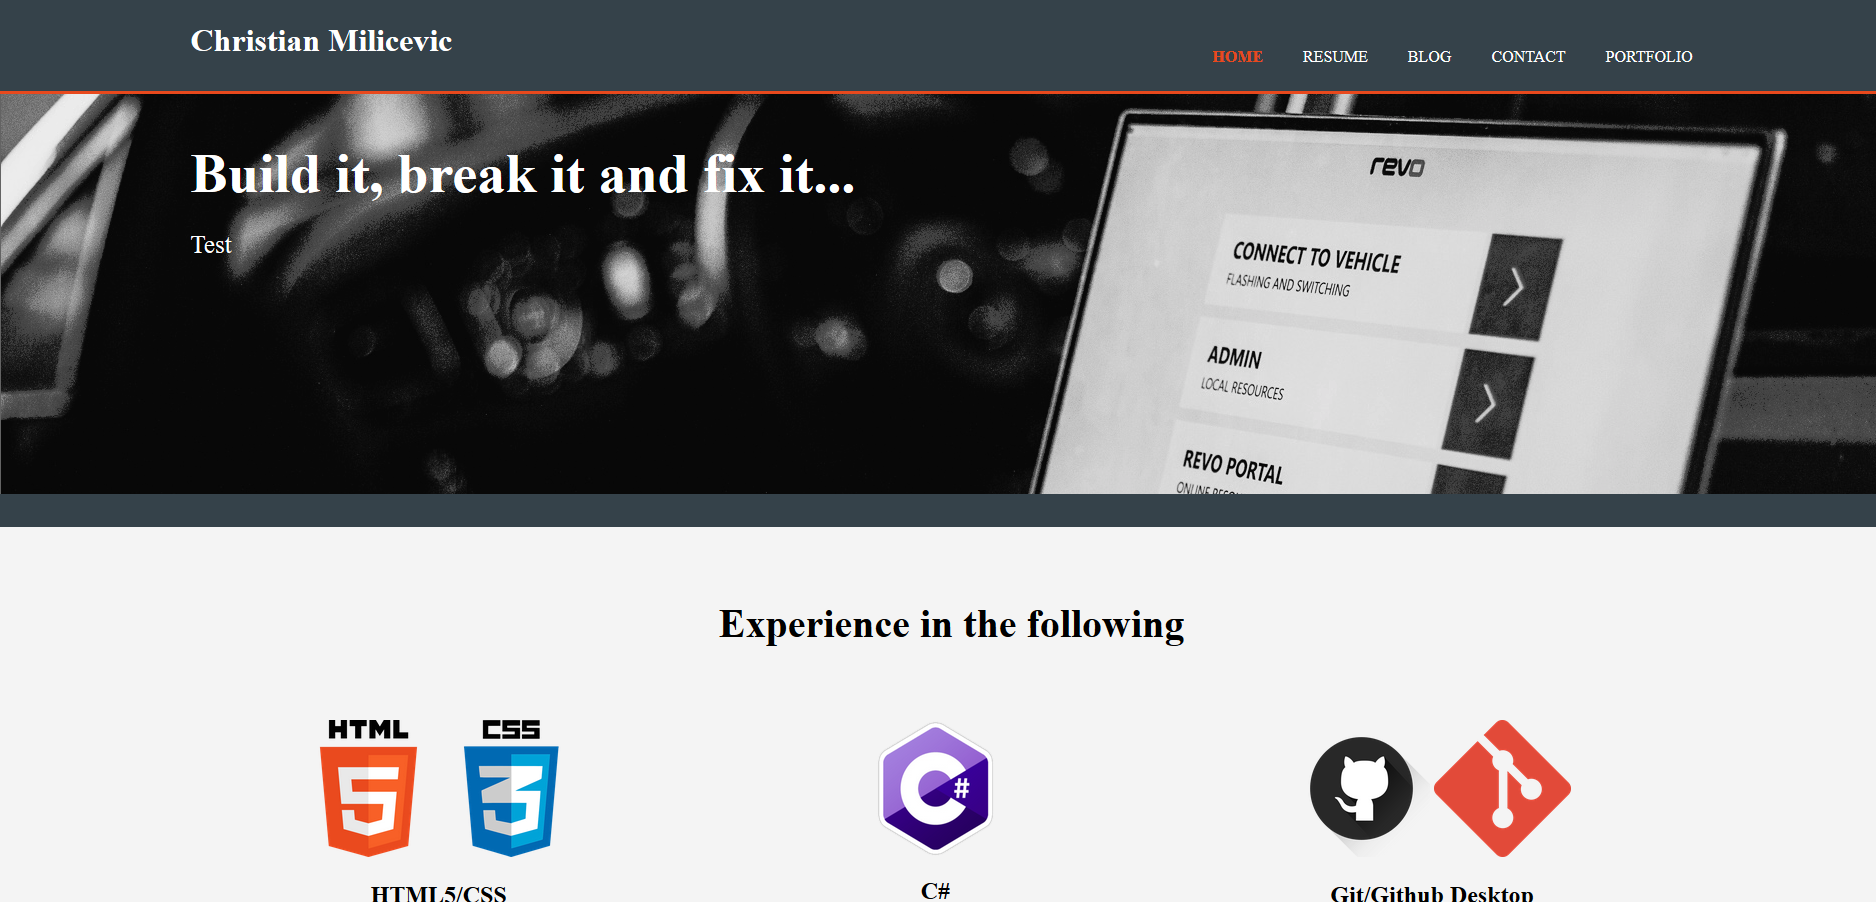 Christian Milicevic
HOME RESUME BLOG CONTACT PORTFOLIO
Build it, break it and fix it...
Test
revo
CONNECT TO VEHICLE
FLASHING AND SWITCHING
ADMIN
LOCAL RESOURCES
REVO PORTAL
ONLINE
Experience in the following
HTML CSS
5 3
C#
HTML5/CSS
C#
Git/Github Desktop